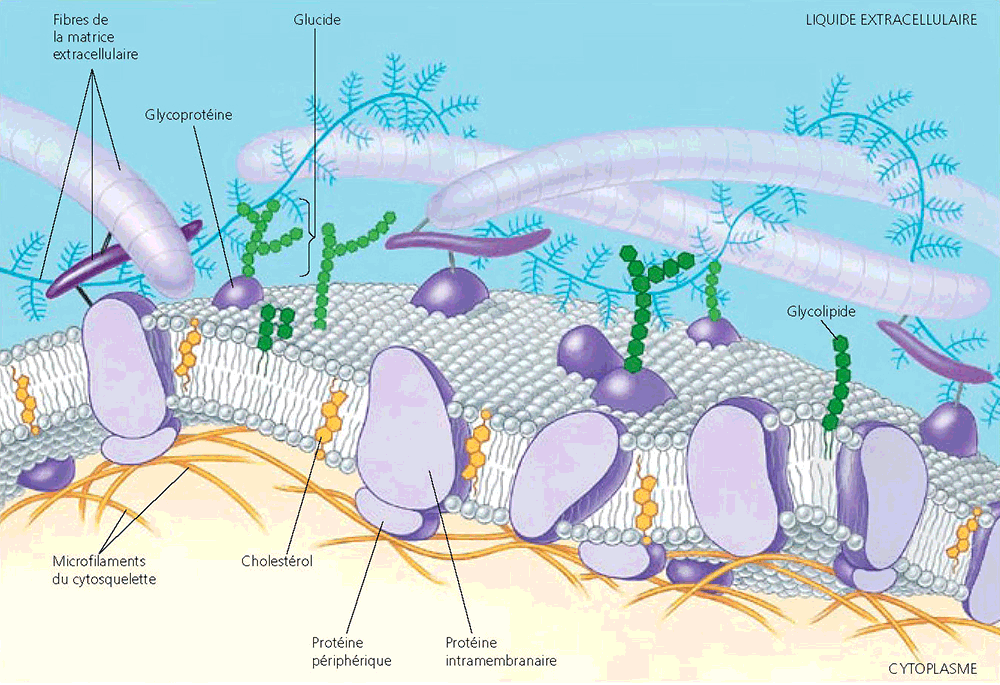 Fibres de
la matrice
extracellulaire
Glucide
LIQUIDE EXTRACELLULAIRE
Glycoprotéine
Glycolipide
Microfilaments
du cytosquelette
Cholestérol
Protéine
périphérique
Protéine
intramembranaire
CYTOPLASME